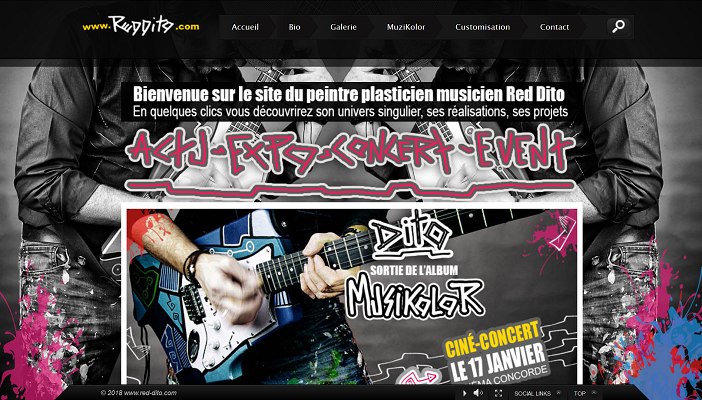 www.RedDito.com
Accueil Bio Galerie MuziKolor Customisation Contact
Bienvenue sur le site du peintre plasticien musicien Red Dito
En quelques clics vous découvrirez son univers singulier, ses réalisations, ses projets
ACTU-EXPO-CONCERT-EVENT
Dito
SORTIE DE L'ALBUM
MUSIKOLOR
CINÉ-CONCERT
LE 17 JANVIER
CONCORDE
© 2018 www.red-dito.com SOCIAL LINKS TOP